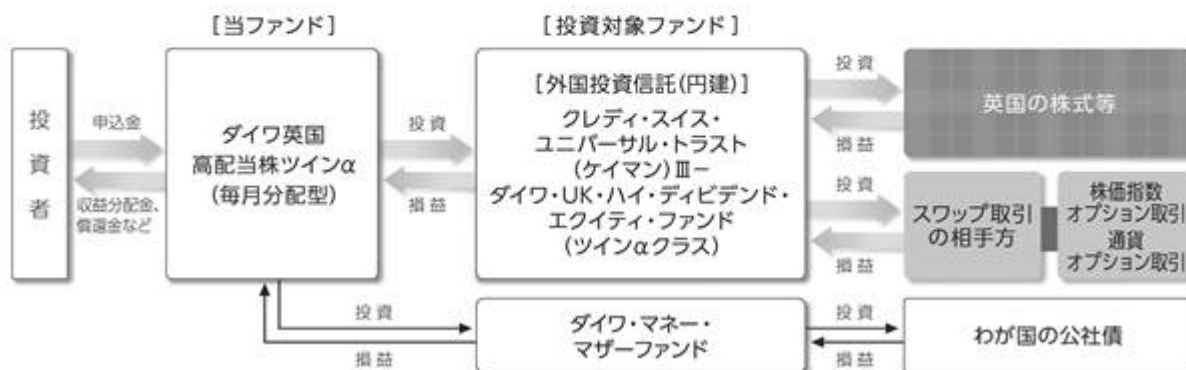 [当ファンド]
[投資対象ファンド]
投資者
申込金
収益分配金、
償還金など
ダイワ英国
高配当株ツインα
(毎月分配型)
投資
損益
[外国投資信託(円建)]
クレディ・スイス・
ユニバーサル・トラスト
(ケイマン)Ⅲ−
ダイワ・UK・ハイ・ディビデンド・
エクイティ・ファンド
(ツインαクラス)
投資
損益
英国の株式等
投資
損益
スワップ取引
の相手方
株価指数
オプション取引
通貨
オプション取引
投資
損益
ダイワ・マネー・
マザーファンド
投資
損益
わが国の公社債